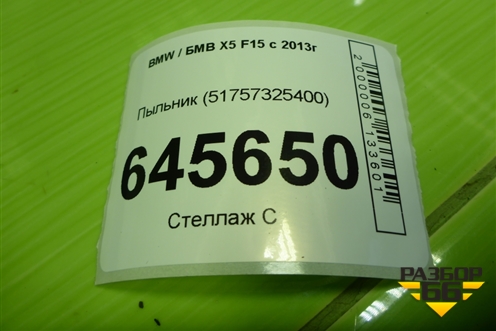 BMW / БМВ X5 F15 с 2013г
Пыльник (51757325400)
645650
Стеллаж С
2000006133601
РАЗБОР
66